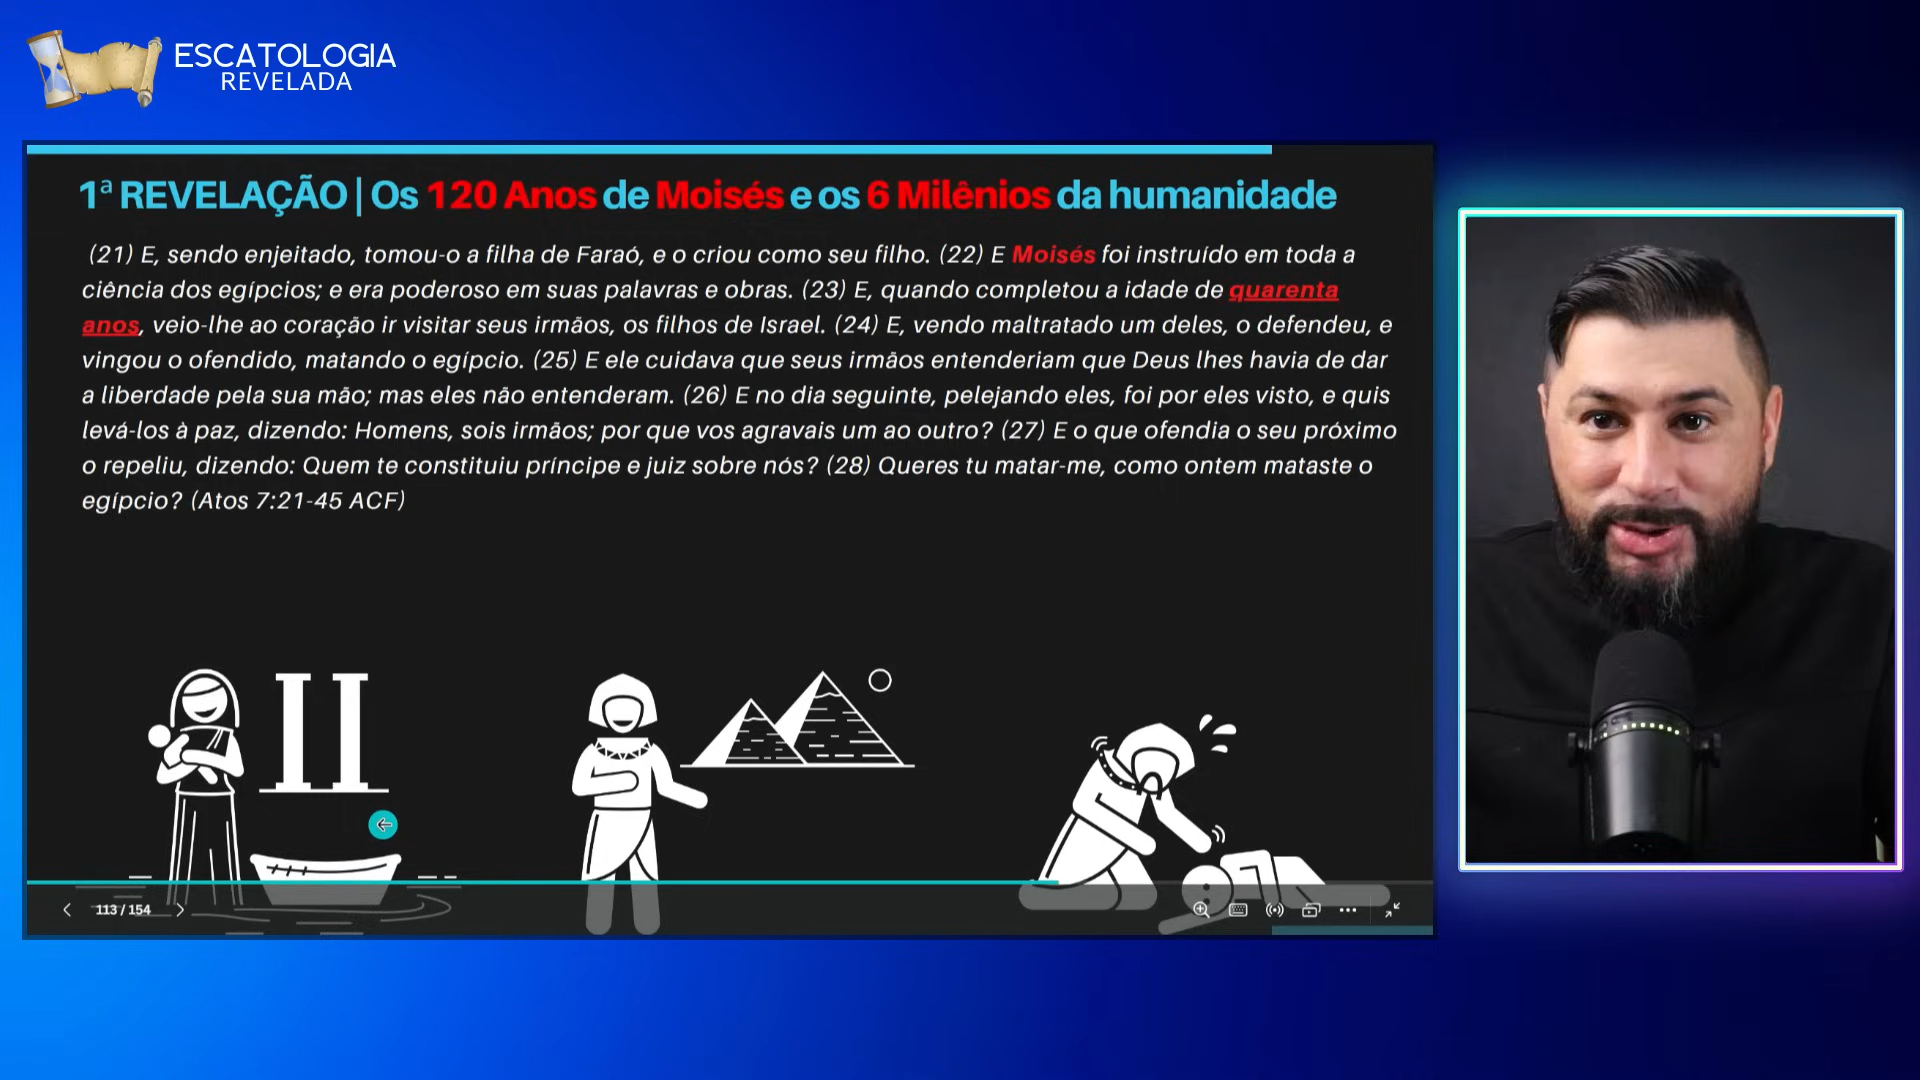 ESCATOLOGIA
REVELADA
1ª REVELAÇÃO | Os 120 Anos de Moisés e os 6 Milênios da humanidade
(21) E, sendo enjeitado, tomou-o a filha de Faraó, e o criou como seu filho. (22) E Moisés foi instruído em toda a
ciência dos egípcios; e era poderoso em suas palavras e obras. (23) E, quando completou a idade de quarenta
anos, veio-lhe ao coração ir visitar seus irmãos, os filhos de Israel. (24) E, vendo maltratado um deles, o defendeu, e
vingou o ofendido, matando o egípcio. (25) E ele cuidava que seus irmãos entenderiam que Deus lhes havia de dar
a liberdade pela sua mão; mas eles não entenderam. (26) E no dia seguinte, pelejando eles, foi por eles visto, e quis
levá-los à paz, dizendo: Homens, sois irmãos; por que vos agravais um ao outro? (27) E o que ofendia o seu próximo
o repeliu, dizendo: Quem te constituiu príncipe e juiz sobre nós? (28) Queres tu matar-me, como ontem mataste o
egípcio? (Atos 7:21-45 ACF)
113 / 154